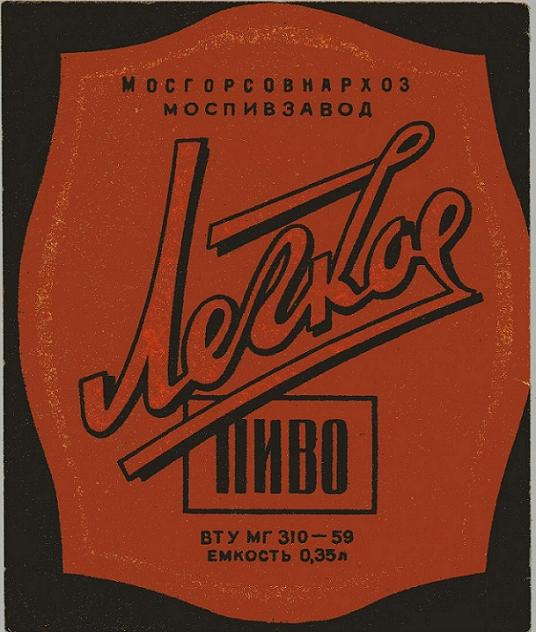 МОСГОРСОВНАРХОЗ
МОСПИВЗАВОД
Легкое
ПИВО
ВТУ МГ 310—59
ЕМКОСТЬ 0,35л